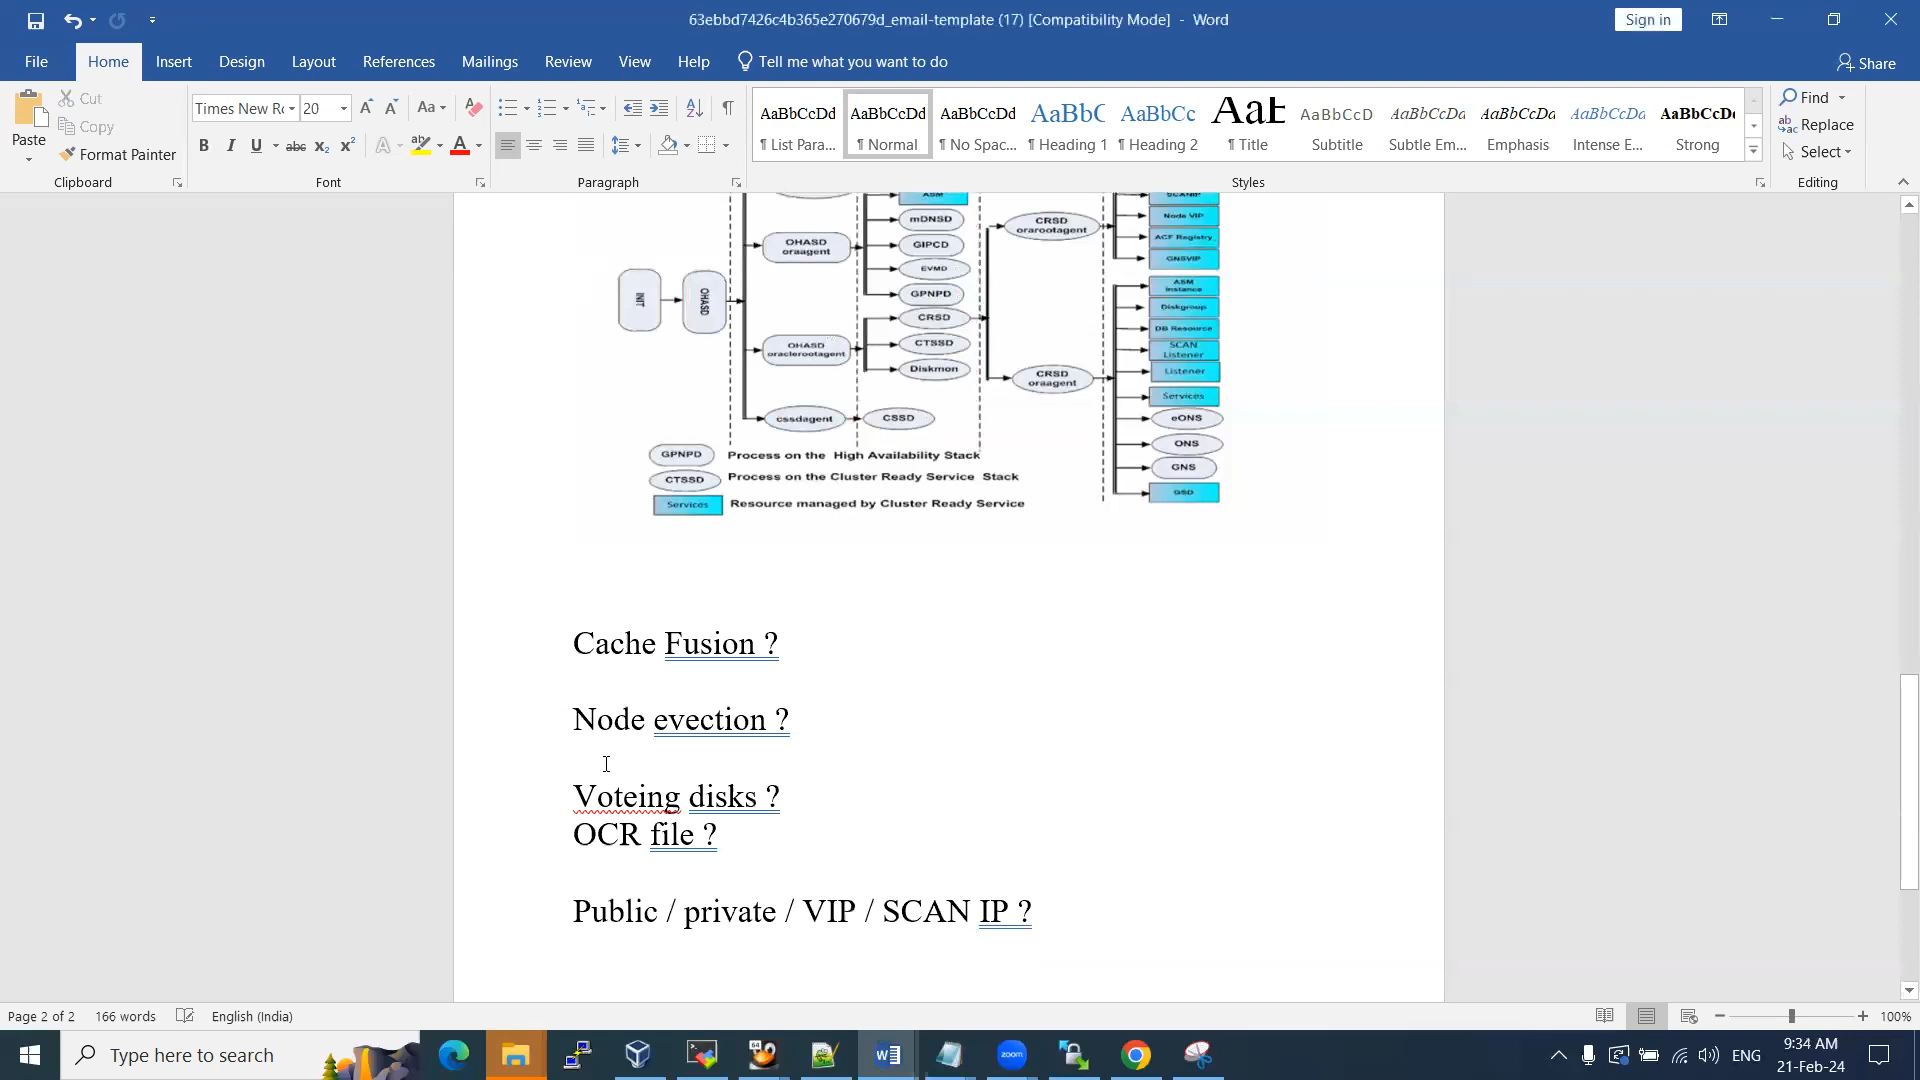 63ebbd7426c4b365e270679d_email-template (17) [Compatibility Mode] - Word
Sign in
File Home Insert Design Layout References Mailings Review View Help Tell me what you want to do Share
Paste
Cut
Copy
Format Painter
Clipboard
Times New Ro 20
Font
Paragraph
AaBbCcDd AaBbCcDd AaBbCcDd AaBbC AaBbCc AaB AaBbCcD AaBbCcDd AaBbCcDd AaBbCcDd AaBbCcDd
¶ List Para... ¶ Normal ¶ No Spac... ¶ Heading 1 ¶ Heading 2 ¶ Title Subtitle Subtle Em... Emphasis Intense E... Strong
Styles
Find
Replace
Select
Editing
INIT
OHASD
OHASD
oraagent
OHASD
oraclerootagent
cssdagent
ASM
mDNSD
GIPCD
EVMD
GPNPD
CRSD
CTSSD
Diskmon
CSSD
CRSD
orarootagent
CRSD
oraagent
SCANIP
Node VIP
ACF Registry
GNSVIP
ASM
Instance
Diskgroup
DB Resource
SCAN
Listener
Listener
Services
eONS
ONS
GNS
GSD
GPNPD Process on the High Availability Stack
CTSSD Process on the Cluster Ready Service Stack
Services Resource managed by Cluster Ready Service
Cache Fusion ?
Node evection ?
Voteing disks ?
OCR file ?
Public / private / VIP / SCAN IP ?
Page 2 of 2 166 words English (India) 100%
Type here to search
zoom
ENG
9:34 AM
21-Feb-24